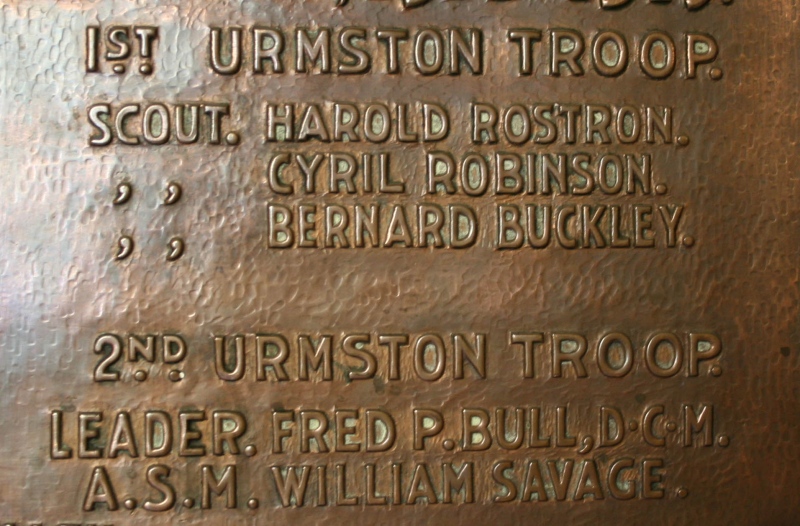 1ST URMSTON TROOP.
SCOUT. HAROLD ROSTRON.
, , CYRIL ROBINSON.
, , BERNARD BUCKLEY.
2ND URMSTON TROOP.
LEADER. FRED P. BULL, D.C.M.
A.S.M. WILLIAM SAVAGE.